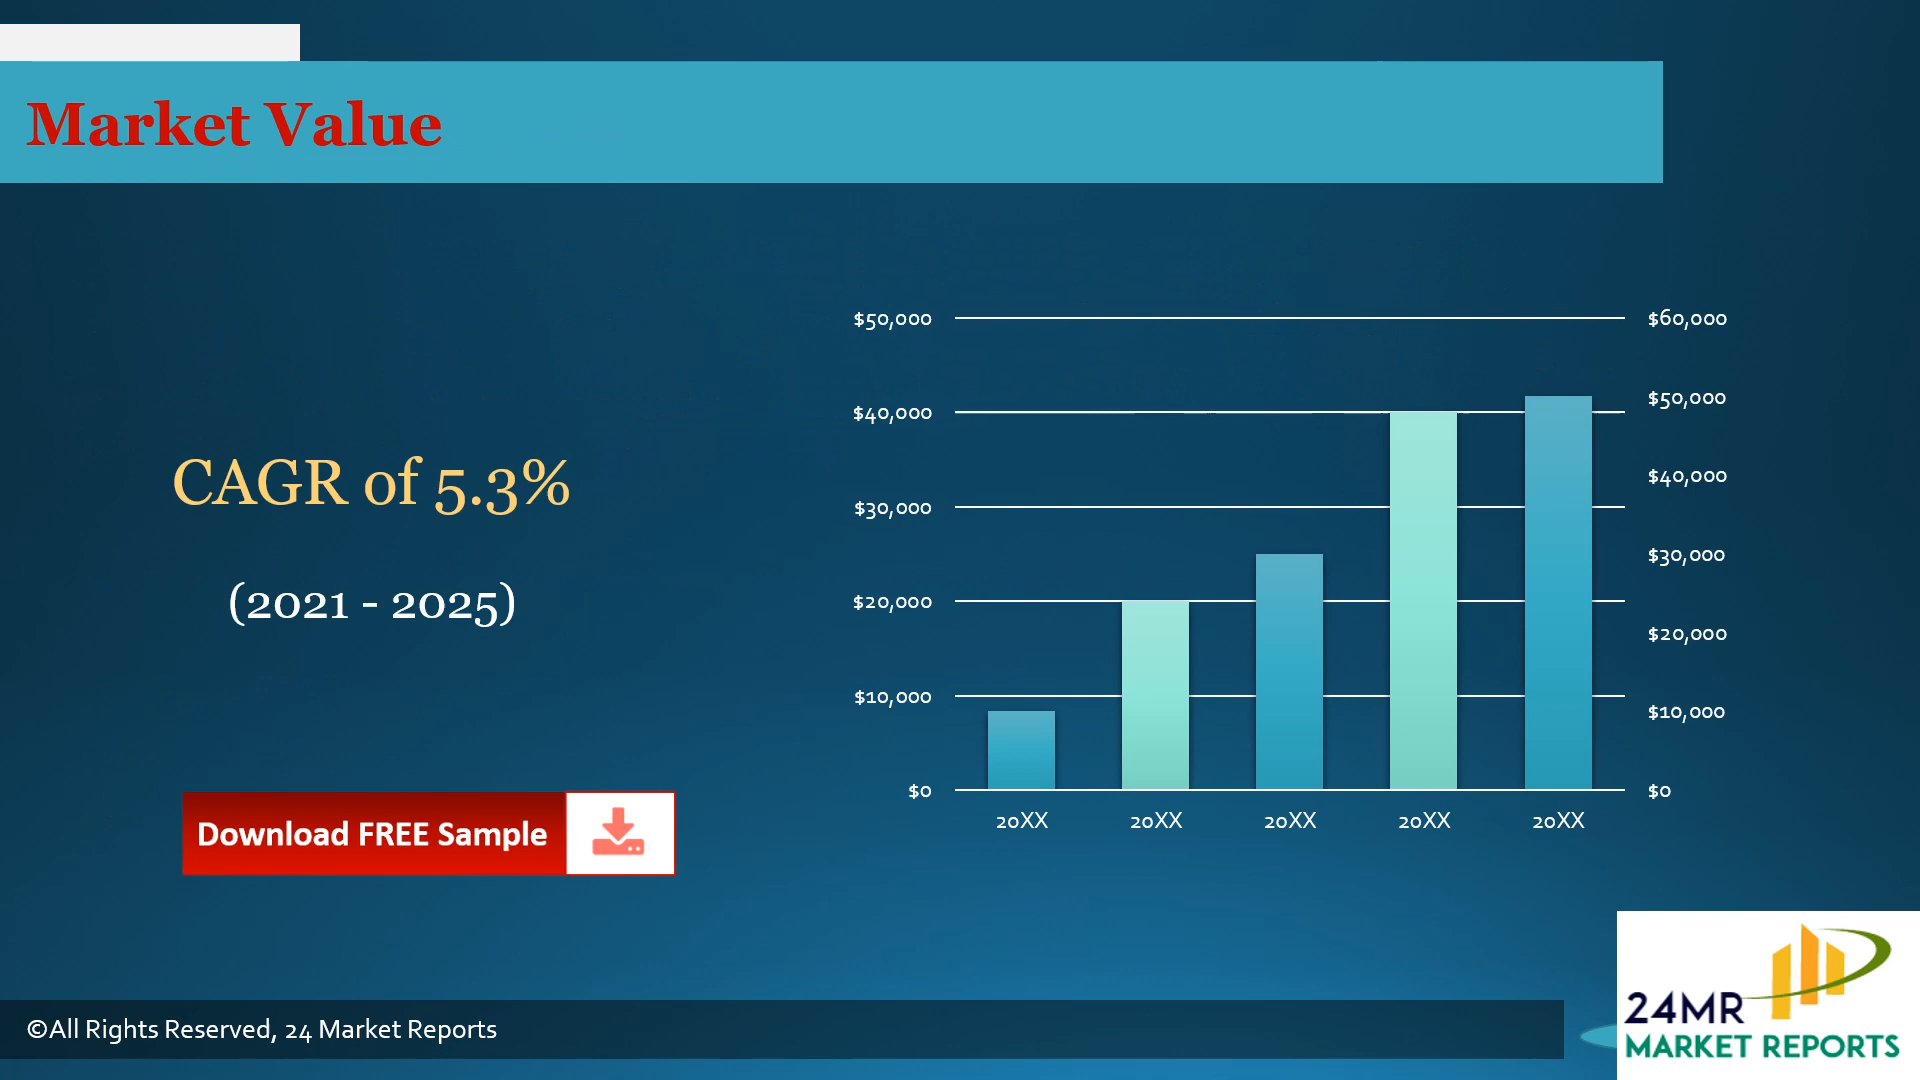 Market Value
CAGR of 5.3%
(2021 - 2025)
Download FREE Sample
$50,000
$40,000
$30,000
$20,000
$10,000
$0
$60,000
$50,000
$40,000
$30,000
$20,000
$10,000
$0
20XX 20XX 20XX 20XX 20XX
©All Rights Reserved, 24 Market Reports
24MR
MARKET REPORTS